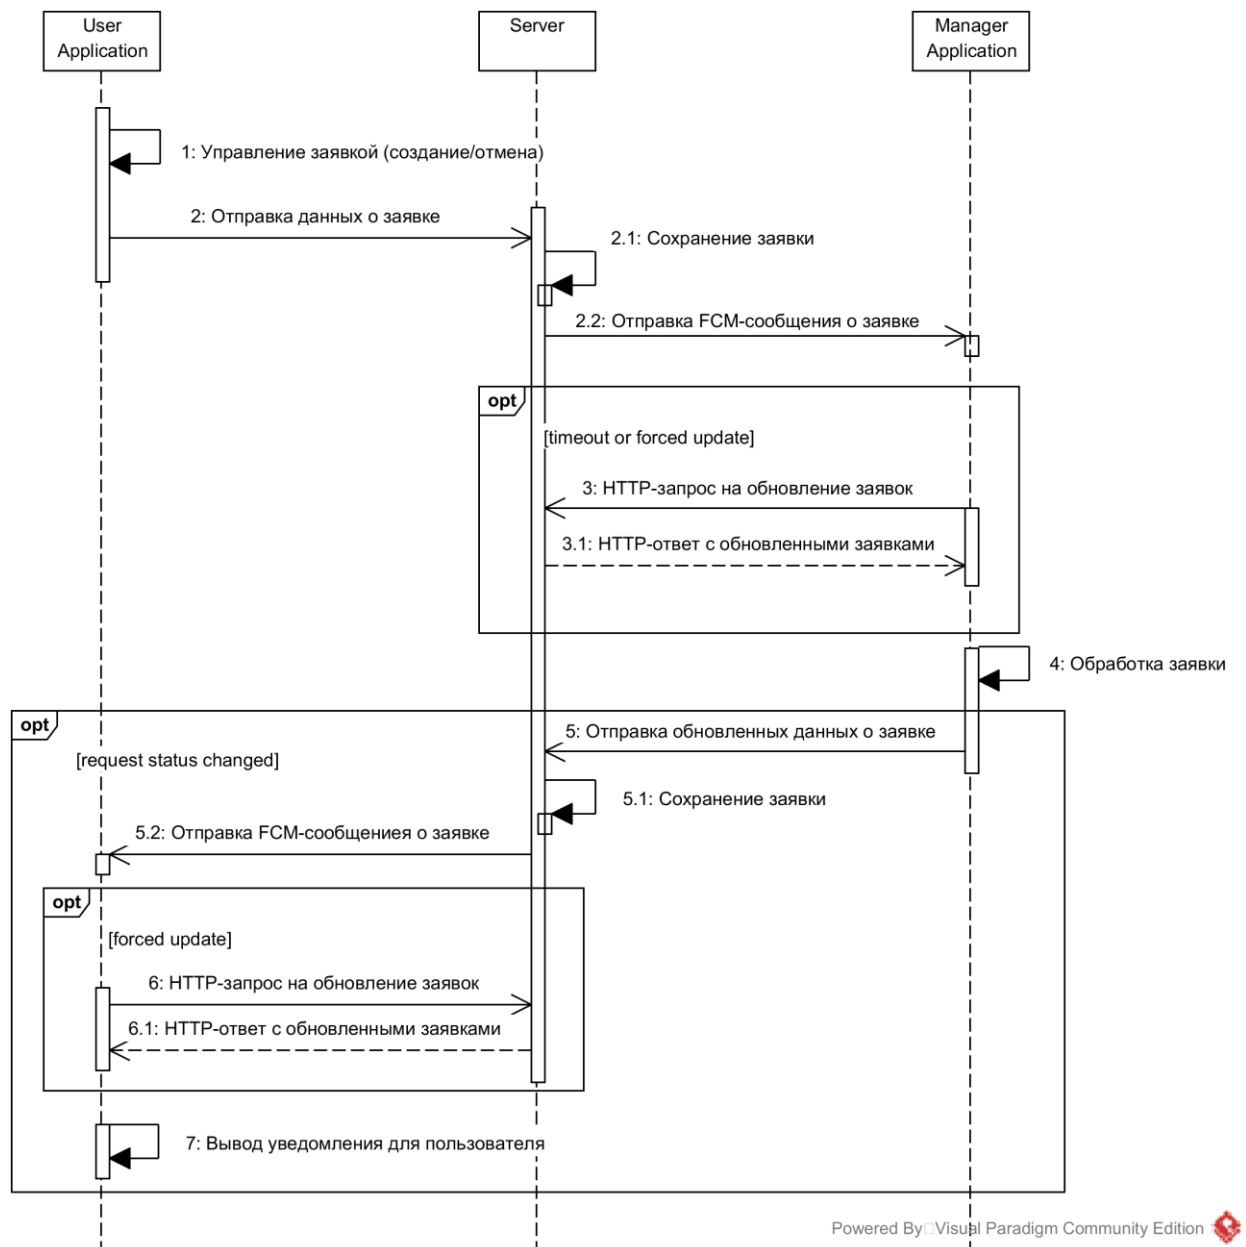 User
Application
Server
Manager
Application
1: Управление заявкой (создание/отмена)
2: Отправка данных о заявке
2.1: Сохранение заявки
2.2: Отправка FCM-сообщения о заявке
opt
[timeout or forced update]
3: HTTP-запрос на обновление заявок
3.1: HTTP-ответ с обновленными заявками
4: Обработка заявки
opt
5: Отправка обновленных данных о заявке
[request status changed]
5.1: Сохранение заявки
5.2: Отправка FCM-сообщениея о заявке
opt
[forced update]
6: HTTP-запрос на обновление заявок
6.1: HTTP-ответ с обновленными заявками
7: Вывод уведомления для пользователя
Powered By Visual Paradigm Community Edition